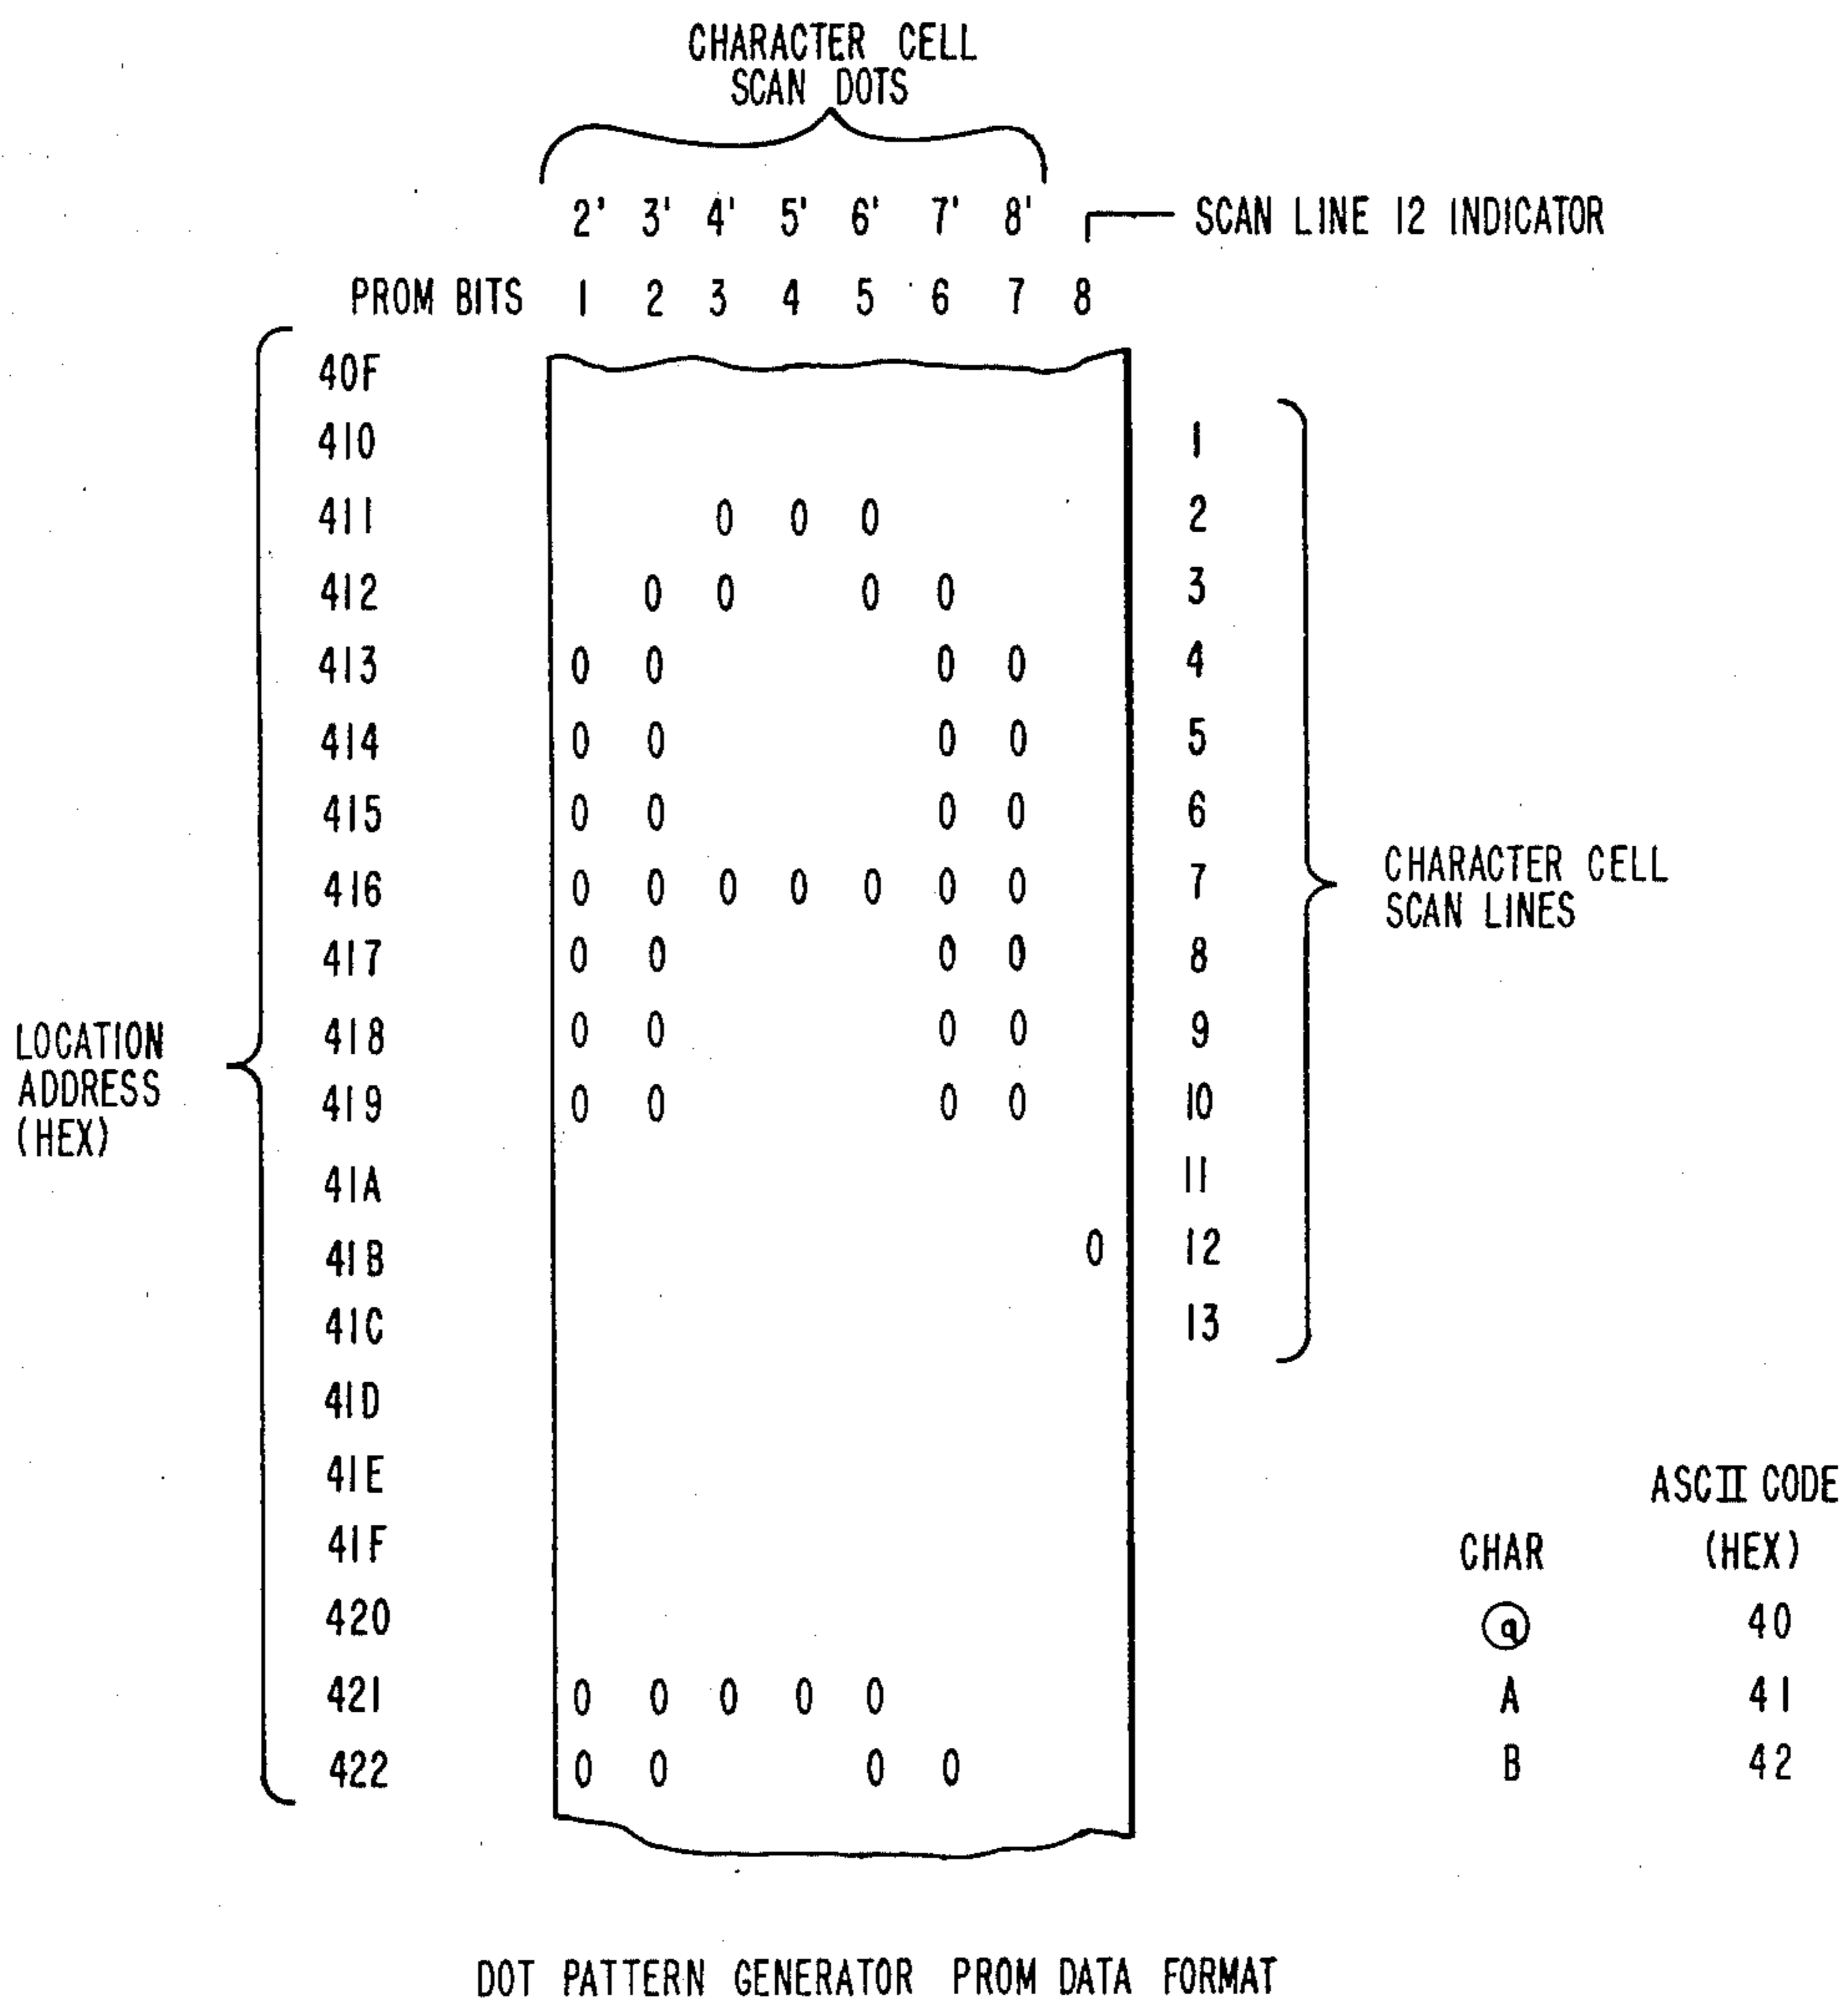 CHARACTER CELL
SCAN DOTS
2' 3' 4' 5' 6' 7' 8' SCAN LINE 12 INDICATOR
PROM BITS 1 2 3 4 5 6 7 8
40F
410 1
411 0 0 0 2
412 0 0 0 0 3
413 0 0 0 0 4
414 0 0 0 0 5
415 0 0 0 0 6
416 0 0 0 0 0 0 0 7
417 0 0 0 0 8
418 0 0 0 0 9
419 0 0 0 0 10
41A 11
41B 0 12
41C 13
41D
41E
41F
420
421 0 0 0 0 0
422 0 0 0 0
LOCATION
ADDRESS
(HEX)
CHARACTER CELL
SCAN LINES
ASCII CODE
CHAR (HEX)
@ 40
A 41
B 42
DOT PATTERN GENERATOR PROM DATA FORMAT